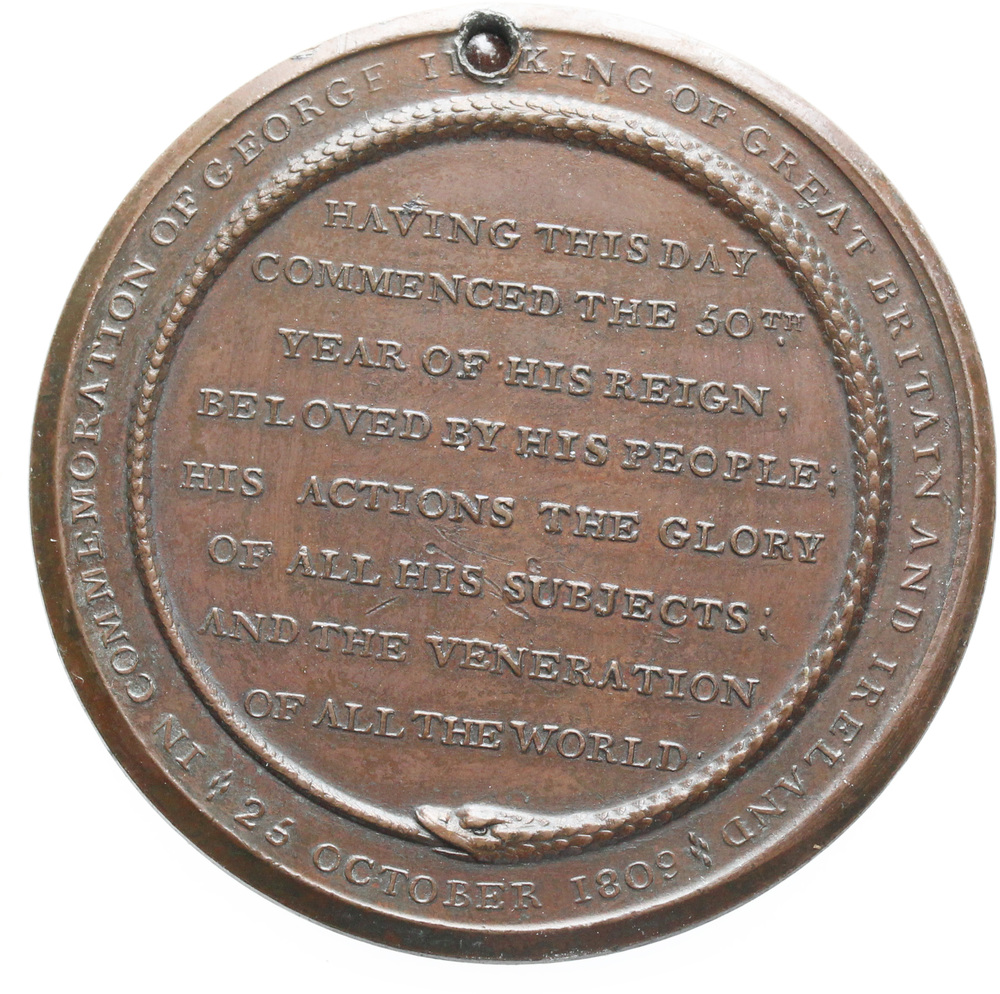 IN COMMEMORATION OF GEORGE KING OF GREAT BRITAIN AND IRELAND
25 OCTOBER 1809
HAVING THIS DAY
COMMENCED THE 50TH
YEAR OF HIS REIGN,
BELOVED BY HIS PEOPLE;
HIS ACTIONS THE GLORY
OF ALL HIS SUBJECTS;
AND THE VENERATION
OF ALL THE WORLD.